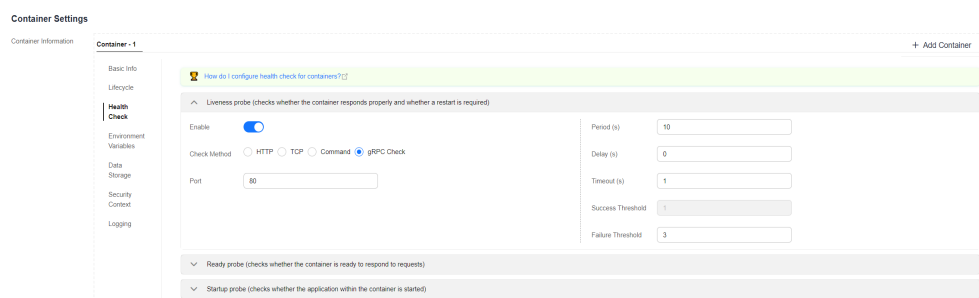 Container Settings
Container Information
Container - 1
+ Add Container
Basic Info
Lifecycle
Health
Check
Environment
Variables
Data
Storage
Security
Context
Logging
How do I configure health check for containers?
Liveness probe (checks whether the container responds properly and whether a restart is required)
Enable
Check Method
HTTP
TCP
Command
gRPC Check
Port
80
Period (s)
10
Delay (s)
0
Timeout (s)
1
Success Threshold
1
Failure Threshold
3
Ready probe (checks whether the container is ready to respond to requests)
Startup probe (checks whether the application within the container is started)